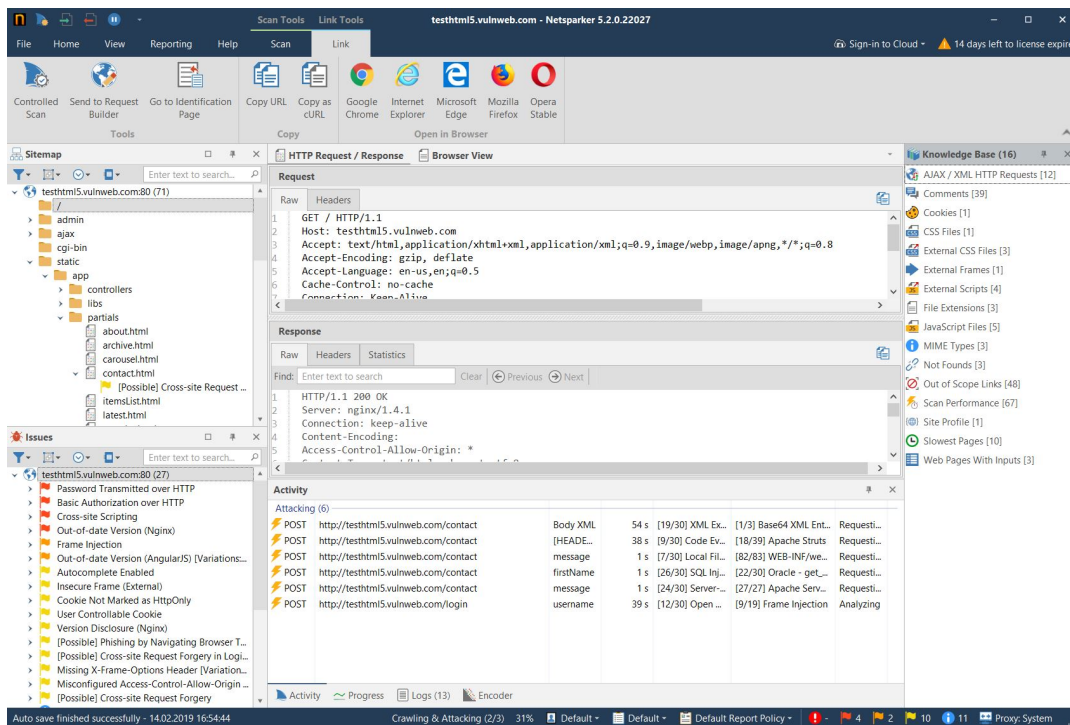 Scan Tools Link Tools testhtml5.vulnweb.com - Netsparker 5.2.0.22027
File Home View Reporting Help Scan Link Sign-in to Cloud 14 days left to license expire
Controlled Scan
Send to Request Builder
Go to Identification Page
Copy URL
Copy as cURL
Google Chrome
Internet Explorer
Microsoft Edge
Mozilla Firefox
Opera Stable
Tools Copy Open in Browser
Sitemap
Enter text to search...
testhtml5.vulnweb.com:80 (71)
/
admin
ajax
cgi-bin
static
app
controllers
libs
partials
about.html
archive.html
carousel.html
contact.html
[Possible] Cross-site Request ...
itemsList.html
latest.html
Issues
Enter text to search...
testhtml5.vulnweb.com:80 (27)
Password Transmitted over HTTP
Basic Authorization over HTTP
Cross-site Scripting
Out-of-date Version (Nginx)
Frame Injection
Out-of-date Version (AngularJS) [Variations:...
Autocomplete Enabled
Insecure Frame (External)
Cookie Not Marked as HttpOnly
User Controllable Cookie
Version Disclosure (Nginx)
[Possible] Phishing by Navigating Browser T...
[Possible] Cross-site Request Forgery in Logi...
Missing X-Frame-Options Header [Variation...
Misconfigured Access-Control-Allow-Origin ...
[Possible] Cross-site Request Forgery
HTTP Request / Response Browser View
Request
Raw Headers
1 GET / HTTP/1.1
2 Host: testhtml5.vulnweb.com
3 Accept: text/html,application/xhtml+xml,application/xml;q=0.9,image/webp,image/apng,*/*;q=0.8
4 Accept-Encoding: gzip, deflate
5 Accept-Language: en-us,en;q=0.5
6 Cache-Control: no-cache
7 Connection: Keep-Alive
Response
Raw Headers Statistics
Find: Enter text to search Clear Previous Next
1 HTTP/1.1 200 OK
2 Server: nginx/1.4.1
3 Connection: keep-alive
4 Content-Encoding:
5 Access-Control-Allow-Origin: *
Activity
Attacking (6)
POST http://testhtml5.vulnweb.com/contact Body XML 54 s [19/30] XML Ex... [1/3] Base64 XML Ent... Requesti...
POST http://testhtml5.vulnweb.com/contact [HEADE... 38 s [9/30] Code Ev... [18/39] Apache Struts Requesti...
POST http://testhtml5.vulnweb.com/contact message 1 s [7/30] Local Fil... [82/83] WEB-INF/we... Requesti...
POST http://testhtml5.vulnweb.com/contact firstName 1 s [26/30] SQL Inj... [22/30] Oracle - get_... Requesti...
POST http://testhtml5.vulnweb.com/contact message 1 s [24/30] Server-... [27/27] Apache Serv... Requesti...
POST http://testhtml5.vulnweb.com/login username 39 s [12/30] Open ... [9/19] Frame Injection Analyzing
Activity Progress Logs (13) Encoder
Knowledge Base (16)
AJAX / XML HTTP Requests [12]
Comments [39]
Cookies [1]
CSS Files [1]
External CSS Files [3]
External Frames [1]
External Scripts [4]
File Extensions [3]
JavaScript Files [5]
MIME Types [3]
Not Founds [3]
Out of Scope Links [48]
Scan Performance [67]
Site Profile [1]
Slowest Pages [10]
Web Pages With Inputs [3]
Auto save finished successfully - 14.02.2019 16:54:44 Crawling & Attacking (2/3) 31% Default Default Default Report Policy - 4 2 10 11 Proxy: System